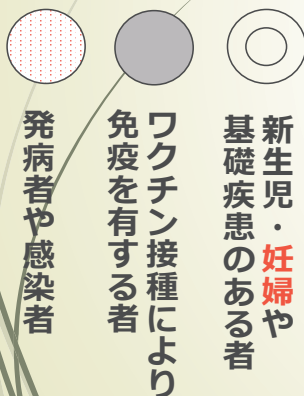 新生児・妊婦や
基礎疾患のある者
ワクチン接種により
免疫を有する者
発病者や感染者